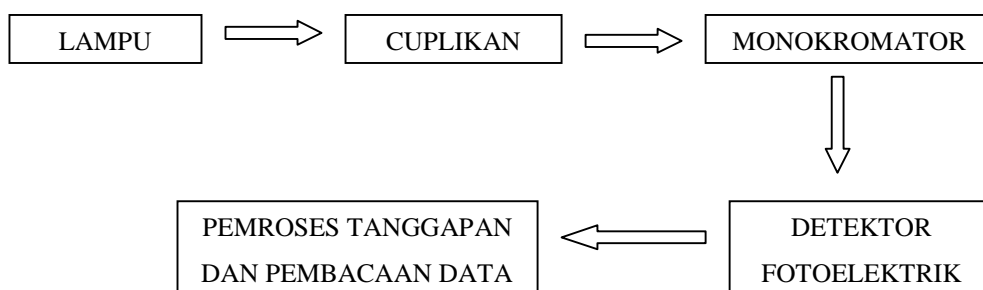 LAMPU
CUPLIKAN
MONOKROMATOR
DETEKTOR
FOTOELEKTRIK
PEMROSES TANGGAPAN
DAN PEMBACAAN DATA